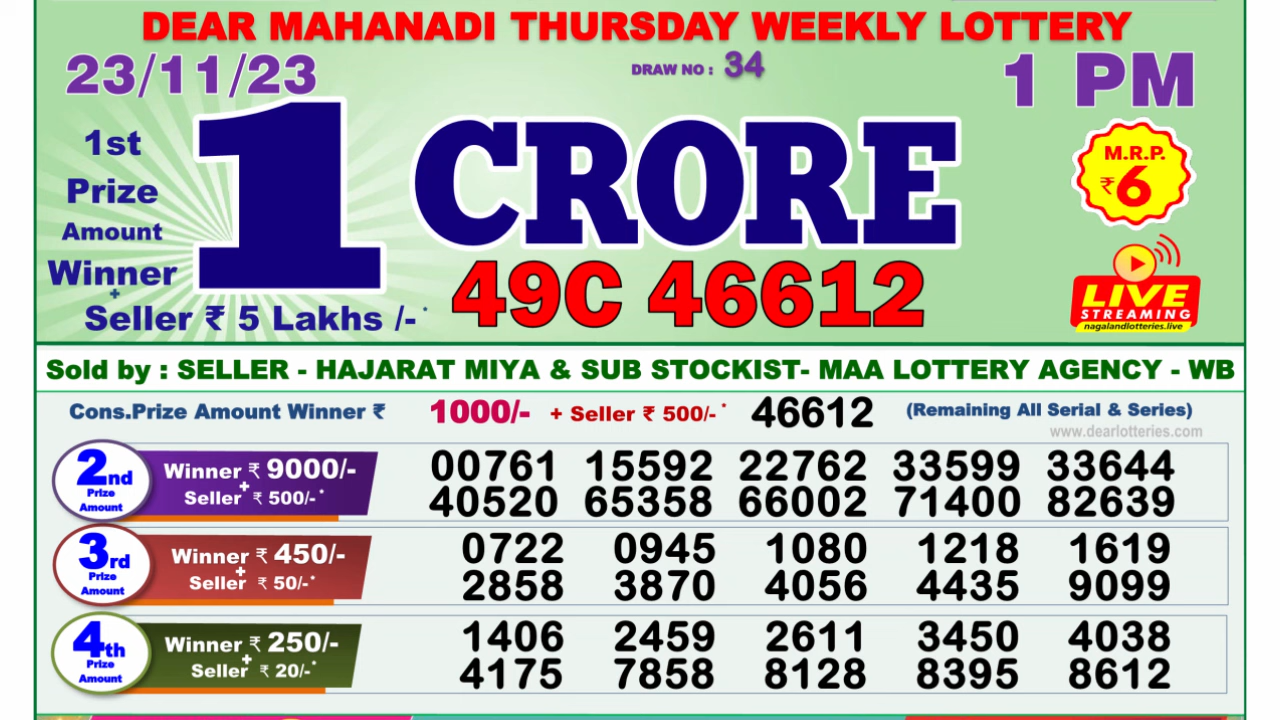 DEAR MAHANADI THURSDAY WEEKLY LOTTERY
23/11/23 DRAW NO : 34 1 PM
1st Prize Amount 1 CRORE
M.R.P. ₹6
Winner + Seller ₹ 5 Lakhs /-*
49C 46612
LIVE
STREAMING
nagalandlotteries.live
Sold by : SELLER - HAJARAT MIYA & SUB STOCKIST- MAA LOTTERY AGENCY - WB
Cons.Prize Amount Winner ₹ 1000/- + Seller ₹ 500/-* 46612 (Remaining All Serial & Series)
www.dearlotteries.com
2nd Prize Amount
Winner ₹ 9000/-
+
Seller ₹ 500/-*
00761 15592 22762 33599 33644
40520 65358 66002 71400 82639
3rd Prize Amount
Winner ₹ 450/-
+
Seller ₹ 50/-*
0722 0945 1080 1218 1619
2858 3870 4056 4435 9099
4th Prize Amount
Winner ₹ 250/-
+
Seller ₹ 20/-*
1406 2459 2611 3450 4038
4175 7858 8128 8395 8612